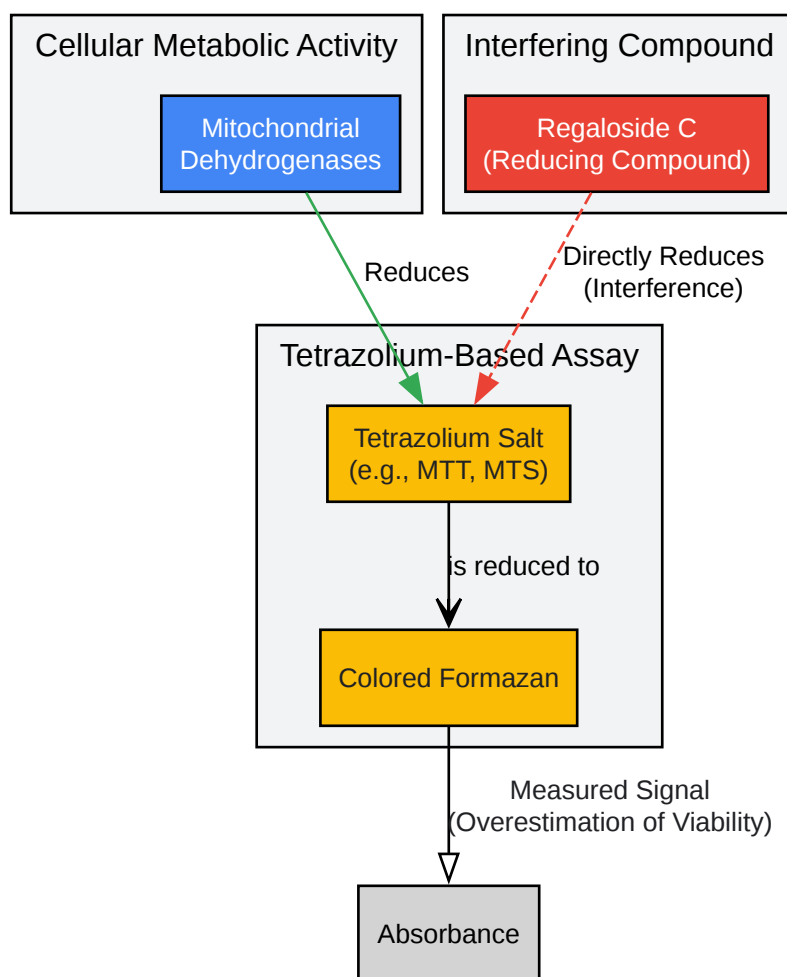 Cellular Metabolic Activity
Interfering Compound
Mitochondrial
Dehydrogenases
Regaloside C
(Reducing Compound)
Reduces
Directly Reduces
(Interference)
Tetrazolium-Based Assay
Tetrazolium Salt
(e.g., MTT, MTS)
is reduced to
Colored Formazan
Measured Signal
(Overestimation of Viability)
Absorbance